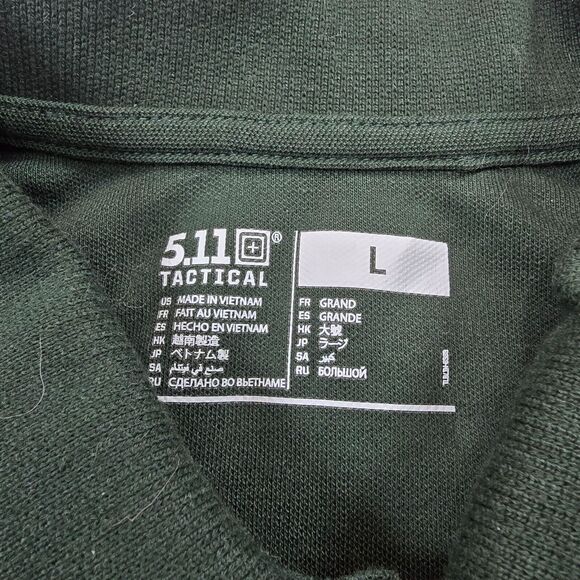 5.11®
TACTICAL
US MADE IN VIETNAM
FR FAIT AU VIETNAM
ES HECHO EN VIETNAM
HK 越南製造
JP ベトナム製
SA صنع في فيتنام
RU СДЕЛАНО ВО ВЬЕТНАМЕ
L
FR GRAND
ES GRANDE
HK 大號
JP ラージ
SA كبير
RU БОЛЬШОЙ